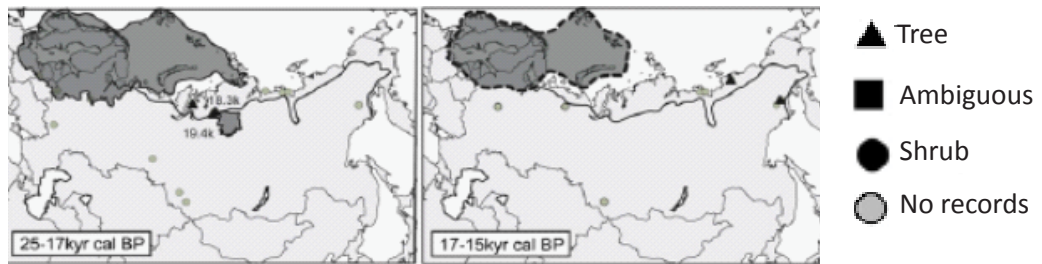 18.3k
19.4k
25-17kyr cal BP
17-15kyr cal BP
Tree
Ambiguous
Shrub
No records